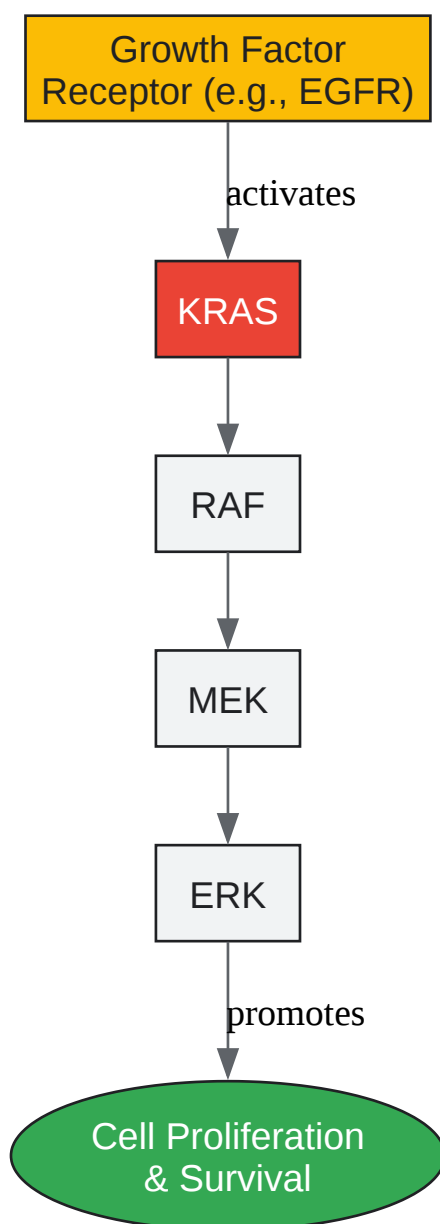 Growth Factor
Receptor (e.g., EGFR)
activates
KRAS
RAF
MEK
ERK
promotes
Cell Proliferation
& Survival